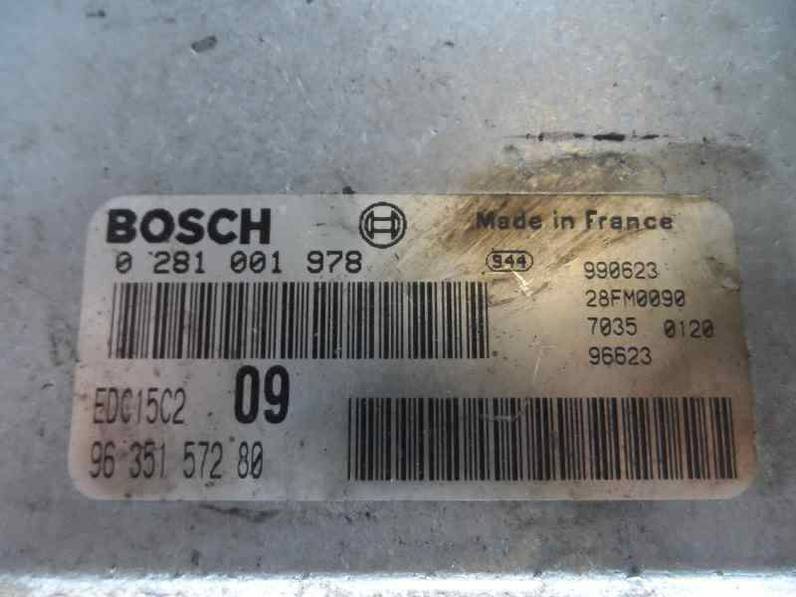 BOSCH Made in France
0 281 001 978 944 990623
28FM0090
7035 0120
96623
EDC15C2 09
96 351 572 80